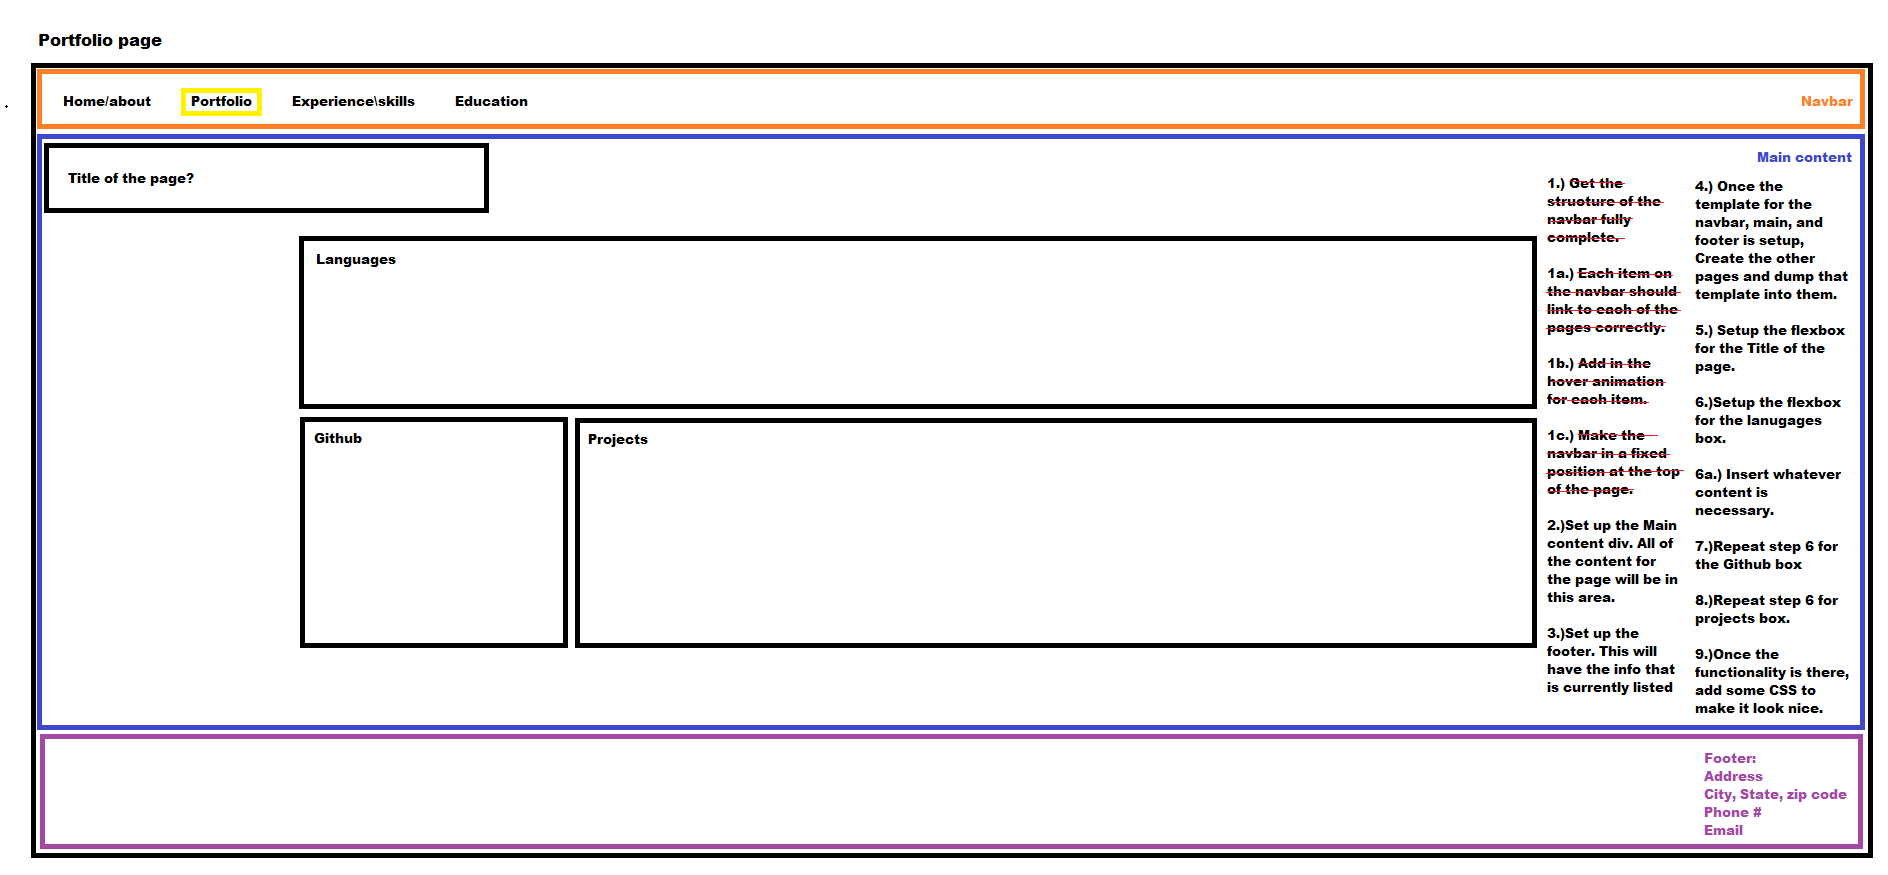 Portfolio page
Home/about
Portfolio
Experience\skills
Education
Navbar
Main content
Title of the page?
Languages
Github
Projects
1.) Get the
structure of the
navbar fully
complete.
1a.) Each item on
the navbar should
link to each of the
pages correctly.
1b.) Add in the
hover animation
for each item.
1c.) Make the
navbar in a fixed
position at the top
of the page.
2.)Set up the Main
content div. All of
the content for
the page will be in
this area.
3.)Set up the
footer. This will
have the info that
is currently listed
4.) Once the
template for the
navbar, main, and
footer is setup,
Create the other
pages and dump that
template into them.
5.) Setup the flexbox
for the Title of the
page.
6.)Setup the flexbox
for the lanugages
box.
6a.) Insert whatever
content is
necessary.
7.)Repeat step 6 for
the Github box
8.)Repeat step 6 for
projects box.
9.)Once the
functionality is there,
add some CSS to
make it look nice.
Footer:
Address
City, State, zip code
Phone #
Email